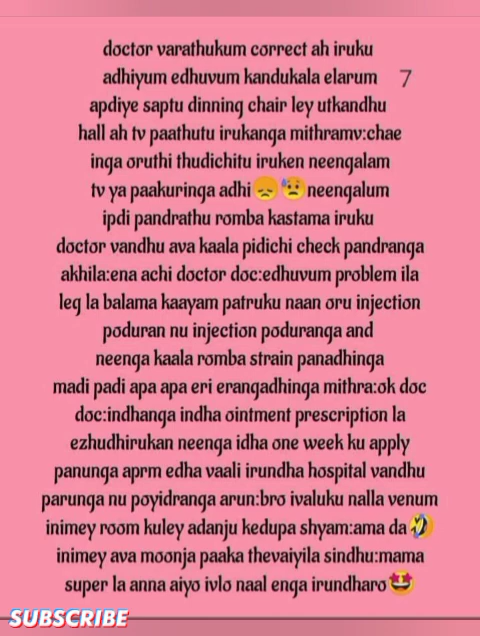 doctor varathukum correct ah iruku
adhiyum edhuvum kandukala elarum 7
apdiye saptu dinning chair ley utkandhu
hall ah tv paathutu irukanga mithramv:chae
inga oruthi thudichitu iruken neengalam
tv ya paakuringa adhi😞😥neengalum
ipdi pandrathu romba kastama iruku
doctor vandhu ava kaala pidichi check pandranga
akhila:ena achi doctor doc:edhuvum problem ila
leg la balama kaayam patruku naan oru injection
poduran nu injection poduranga and
neenga kaala romba strain panadhinga
madi padi apa apa eri erangadhinga mithra:ok doc
doc:indhanga indha ointment prescription la
ezhudhirukan neenga idha one week ku apply
panunga aprm edha vaali irundha hospital vandhu
parunga nu poyidranga arun:bro ivaluku nalla venum
inimey room kuley adanju kedupa shyam:ama da🤣
inimey ava moonja paaka thevaiyila sindhu:mama
super la anna aiyo ivlo naal enga irundharo🤩
SUBSCRIBE